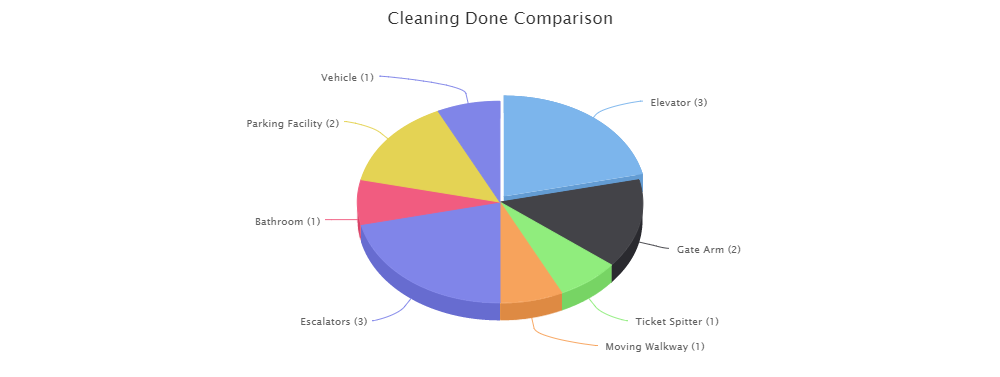 Cleaning Done Comparison
Vehicle (1)
Elevator (3)
Parking Facility (2)
Bathroom (1)
Gate Arm (2)
Escalators (3)
Ticket Spitter (1)
Moving Walkway (1)